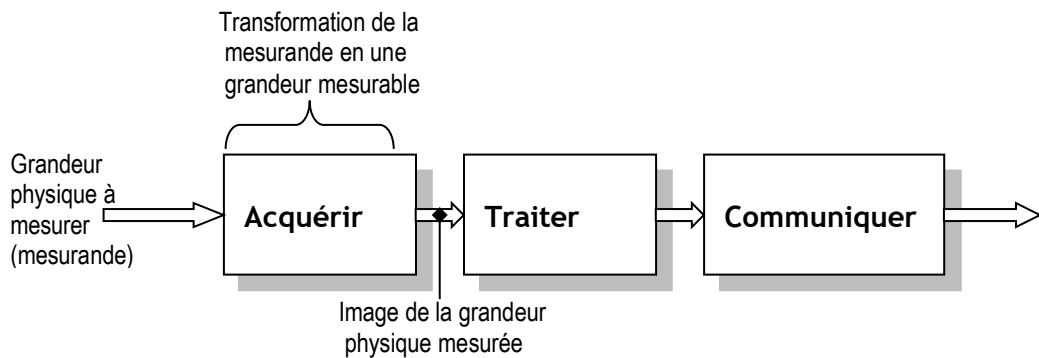 Transformation de la
mesurande en une
grandeur mesurable
Grandeur
physique à
mesurer
(mesurande)
Acquérir
Traiter
Communiquer
Image de la grandeur
physique mesurée